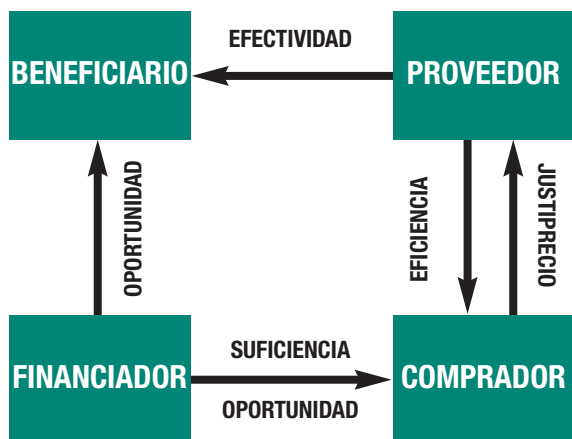 EFECTIVIDAD
BENEFICIARIO
PROVEEDOR
OPORTUNIDAD
EFICIENCIA
JUSTIPRECIO
SUFICIENCIA
FINANCIADOR
COMPRADOR
OPORTUNIDAD